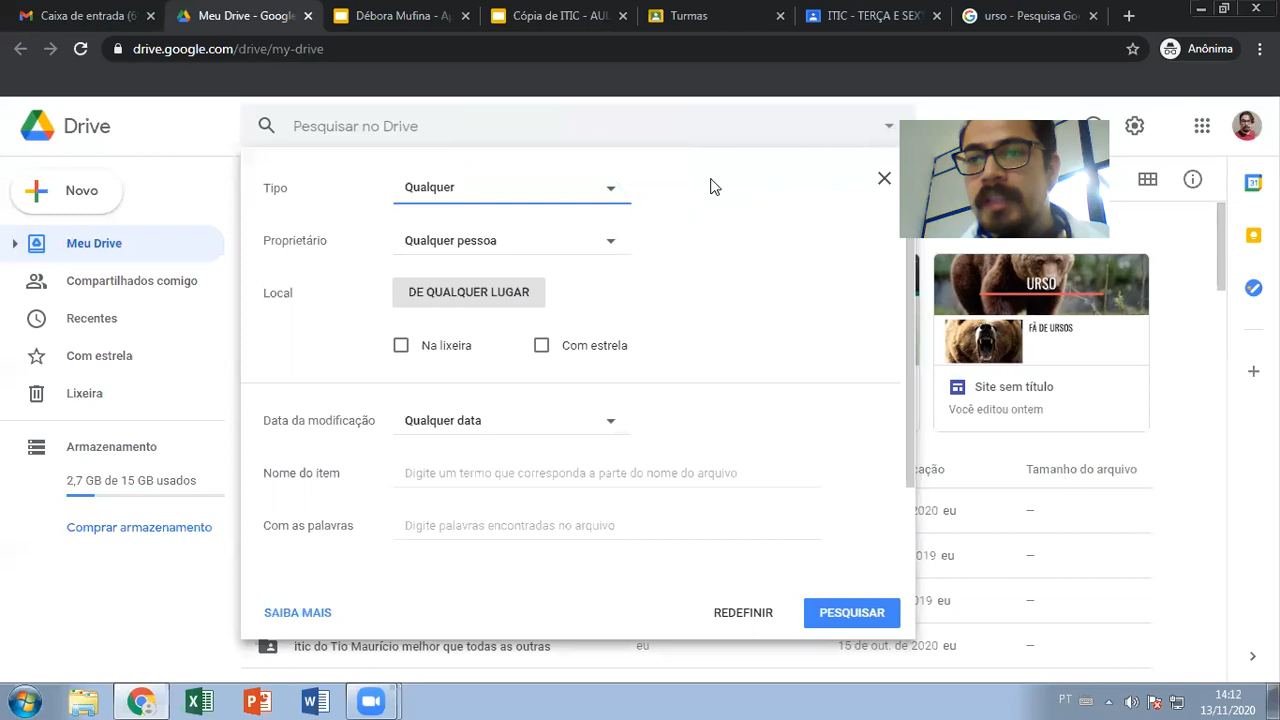 Caixa de entrada (6
Meu Drive - Google
Débora Mufina - Ap
Cópia de ITIC - AUL
Turmas
ITIC - TERÇA E SEX
urso - Pesquisa Goo
drive.google.com/drive/my-drive
Anônima
Drive
Pesquisar no Drive
Novo
Meu Drive
Compartilhados comigo
Recentes
Com estrela
Lixeira
Armazenamento
2,7 GB de 15 GB usados
Comprar armazenamento
Tipo
Qualquer
Proprietário
Qualquer pessoa
Local
DE QUALQUER LUGAR
Na lixeira
Com estrela
Data da modificação
Qualquer data
Nome do item
Digite um termo que corresponda a parte do nome do arquivo
Com as palavras
Digite palavras encontradas no arquivo
SAIBA MAIS
REDEFINIR
PESQUISAR
URSO
FÃ DE URSOS
Site sem título
Você editou ontem
cação
Tamanho do arquivo
2020 eu
—
019 eu
—
019 eu
—
itic do Tio Maurício melhor que todas as outras
eu
15 de out. de 2020 eu
—
31
PT
14:12
13/11/2020